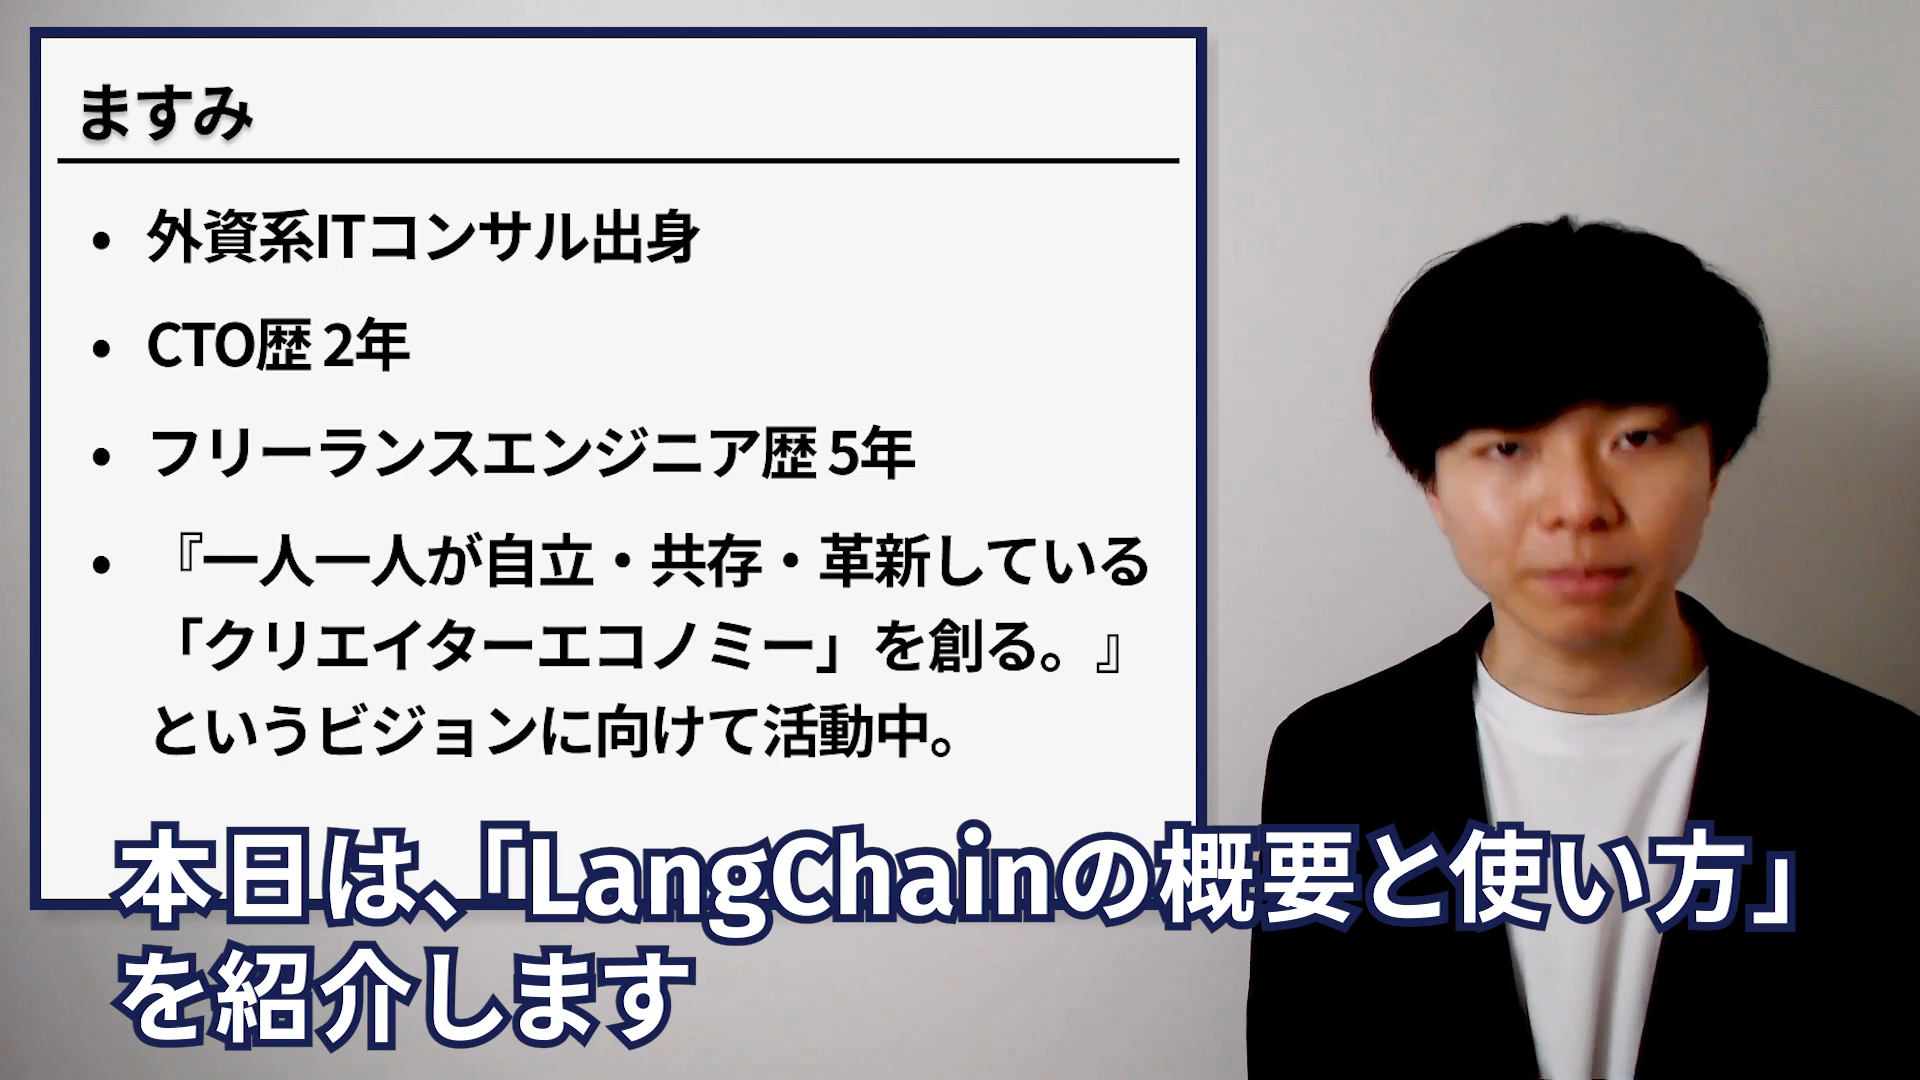 ますみ
• 外資系ITコンサル出身
• CTO歴 2年
• フリーランスエンジニア歴 5年
• 『一人一人が自立・共存・革新している
「クリエイターエコノミー」を創る。』
というビジョンに向けて活動中。
本日は、「LangChainの概要と使い方」
を紹介します